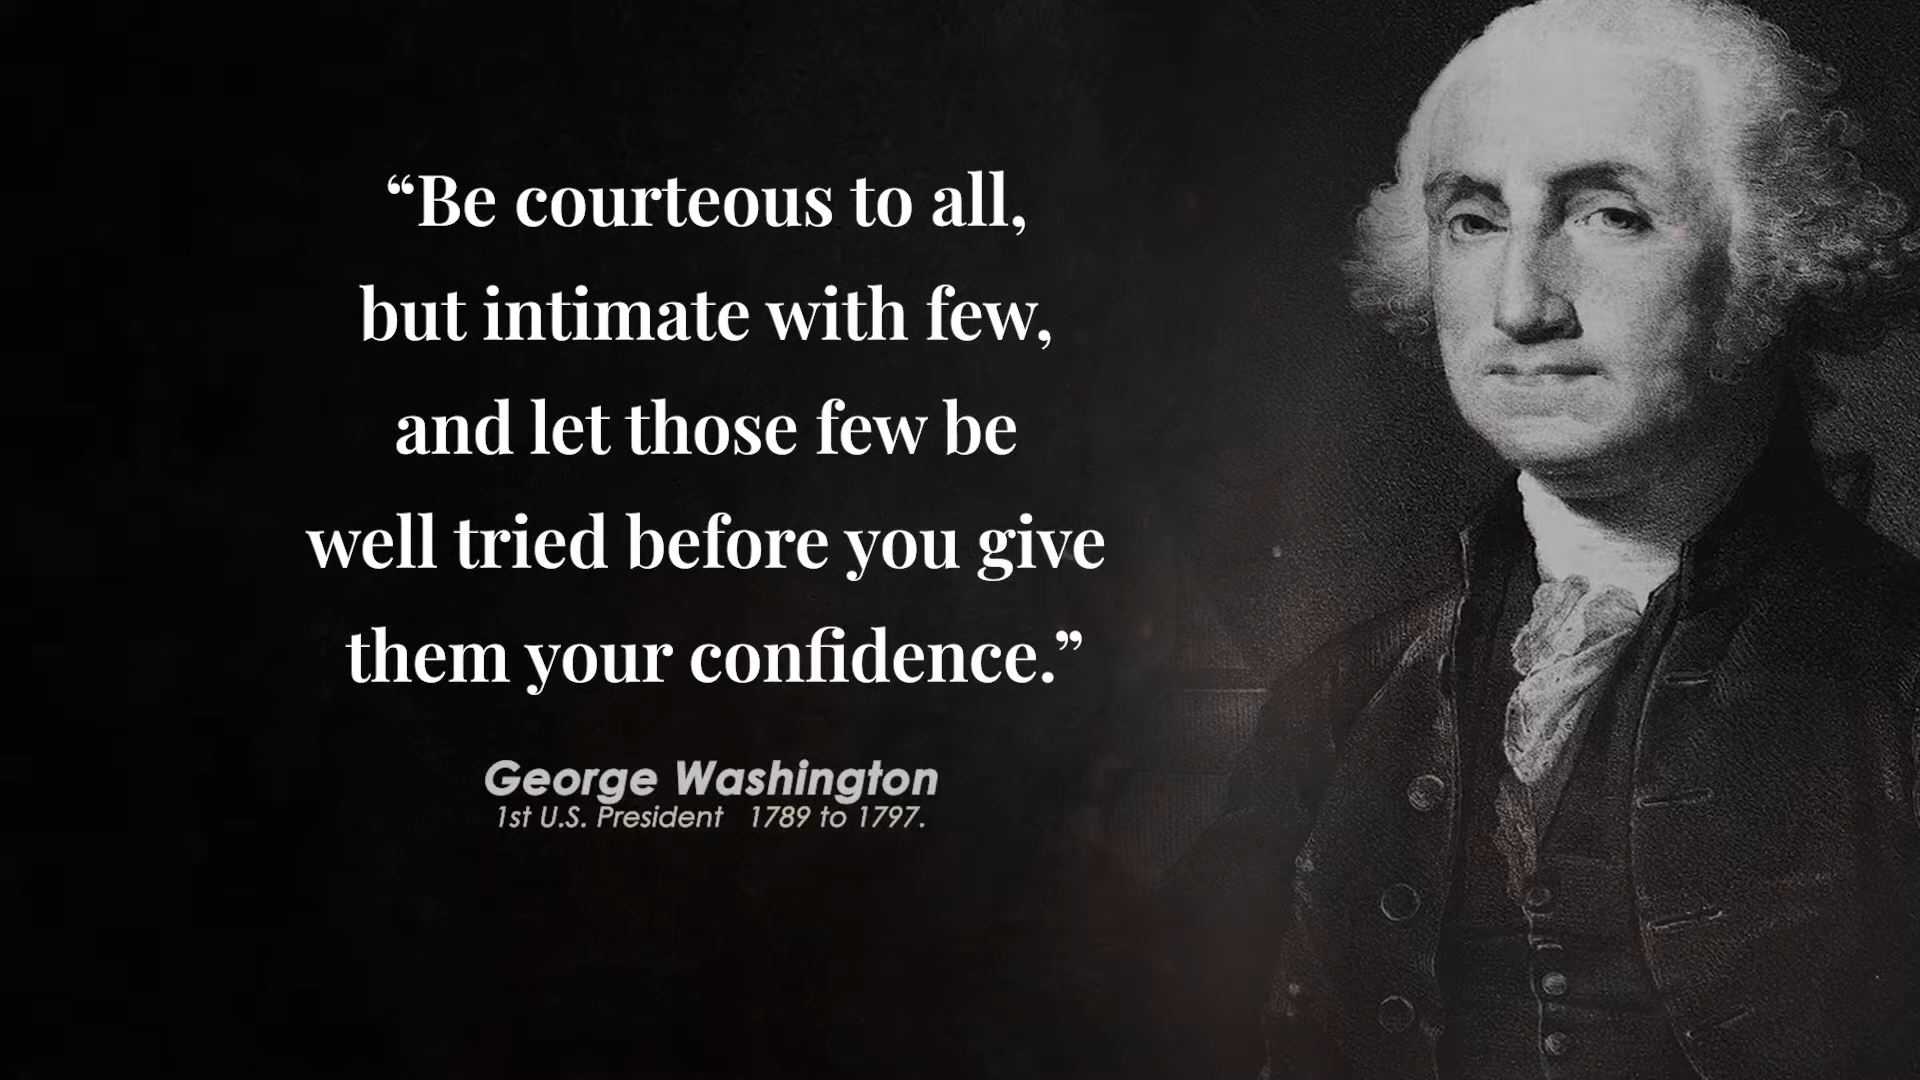 “Be courteous to all,
but intimate with few,
and let those few be
well tried before you give
them your confidence.”
George Washington
1st U.S. President 1789 to 1797.